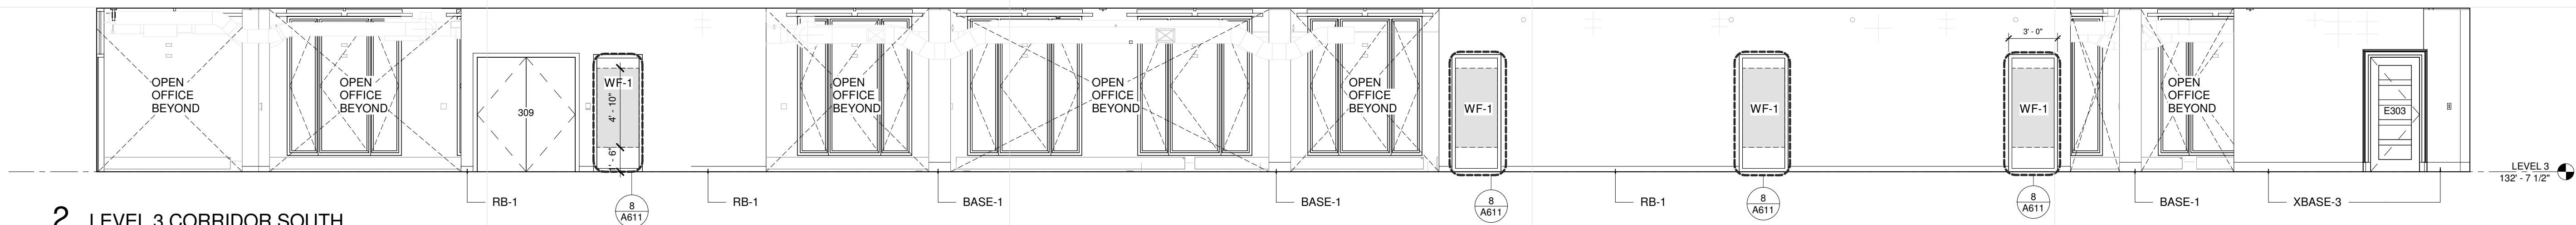 3' - 0"
OPEN
OFFICE
BEYOND
OPEN
OFFICE
BEYOND
309
WF-1
4' - 10"
' - 6"
OPEN
OFFICE
BEYOND
OPEN
OFFICE
BEYOND
OPEN
OFFICE
BEYOND
WF-1
WF-1
WF-1
OPEN
OFFICE
BEYOND
E303
LEVEL 3
132' - 7 1/2"
RB-1
8
A611
RB-1
BASE-1
BASE-1
8
A611
RB-1
8
A611
8
A611
BASE-1
XBASE-3
2 LEVEL 3 CORRIDOR SOUTH